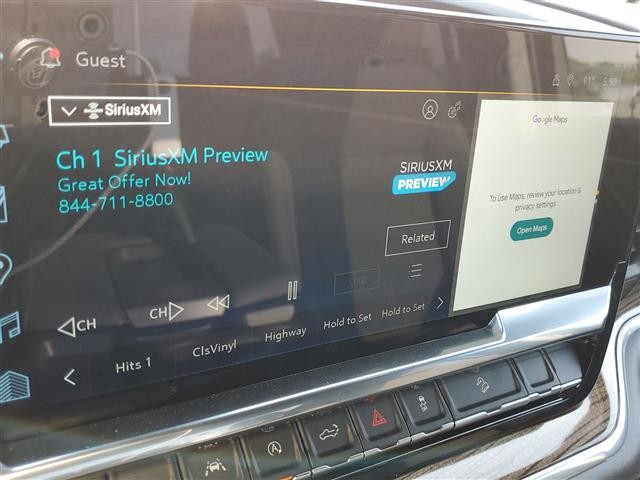 Guest
91°
SiriusXM
Ch 1 SiriusXM Preview
Great Offer Now!
844-711-8800
SIRIUSXM
PREVIEW
Related
LIVE
CH
CH
Hits 1
ClsVinyl
Highway
Hold to Set
Hold to Set
Google Maps
To use Maps, review your location &
privacy settings
Open Maps
A